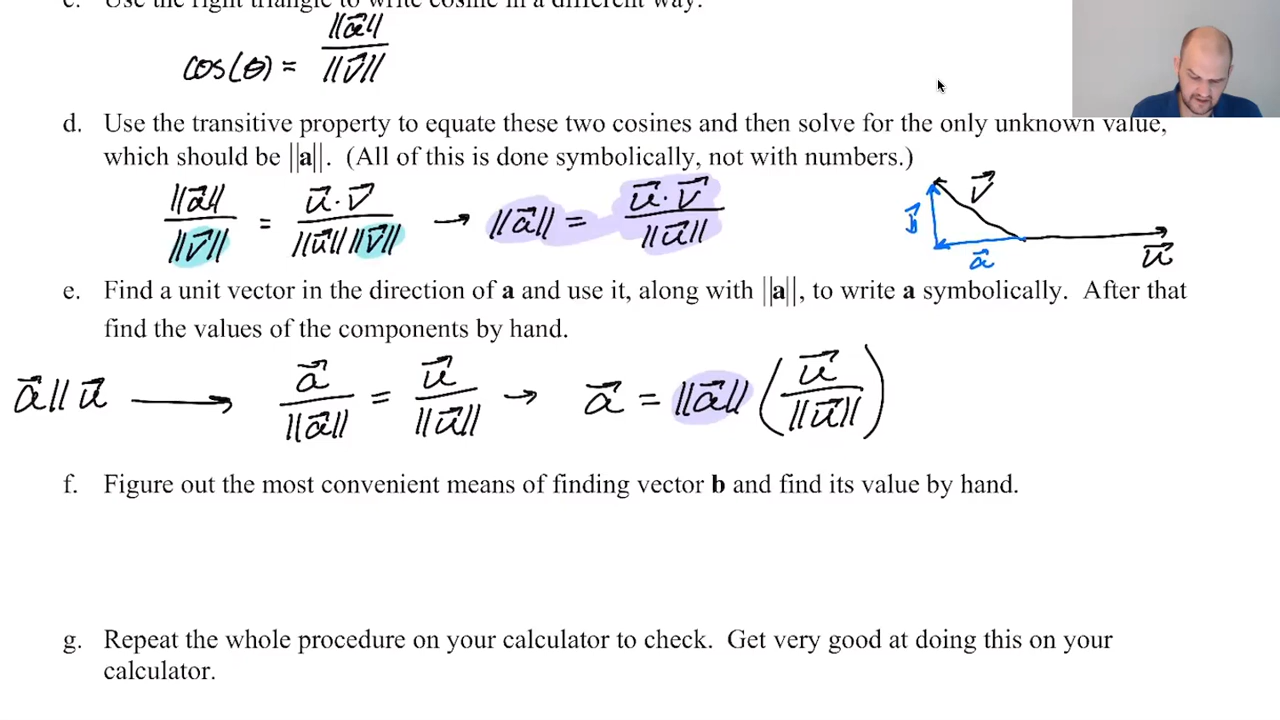 c. Use the right triangle to write cosine in a different way.
cos(θ) = ||a⃗|| / ||v⃗||
d. Use the transitive property to equate these two cosines and then solve for the only unknown value,
which should be ||a||. (All of this is done symbolically, not with numbers.)
||a⃗|| / ||v⃗|| = u⃗·v⃗ / ||u⃗|| ||v⃗|| → ||a⃗|| = u⃗·v⃗ / ||u⃗||
v⃗
b⃗
a⃗
u⃗
e. Find a unit vector in the direction of a and use it, along with ||a||, to write a symbolically. After that
find the values of the components by hand.
a⃗ || u⃗ → a⃗ / ||a⃗|| = u⃗ / ||u⃗|| → a⃗ = ||a⃗|| (u⃗ / ||u⃗||)
f. Figure out the most convenient means of finding vector b and find its value by hand.
g. Repeat the whole procedure on your calculator to check. Get very good at doing this on your
calculator.